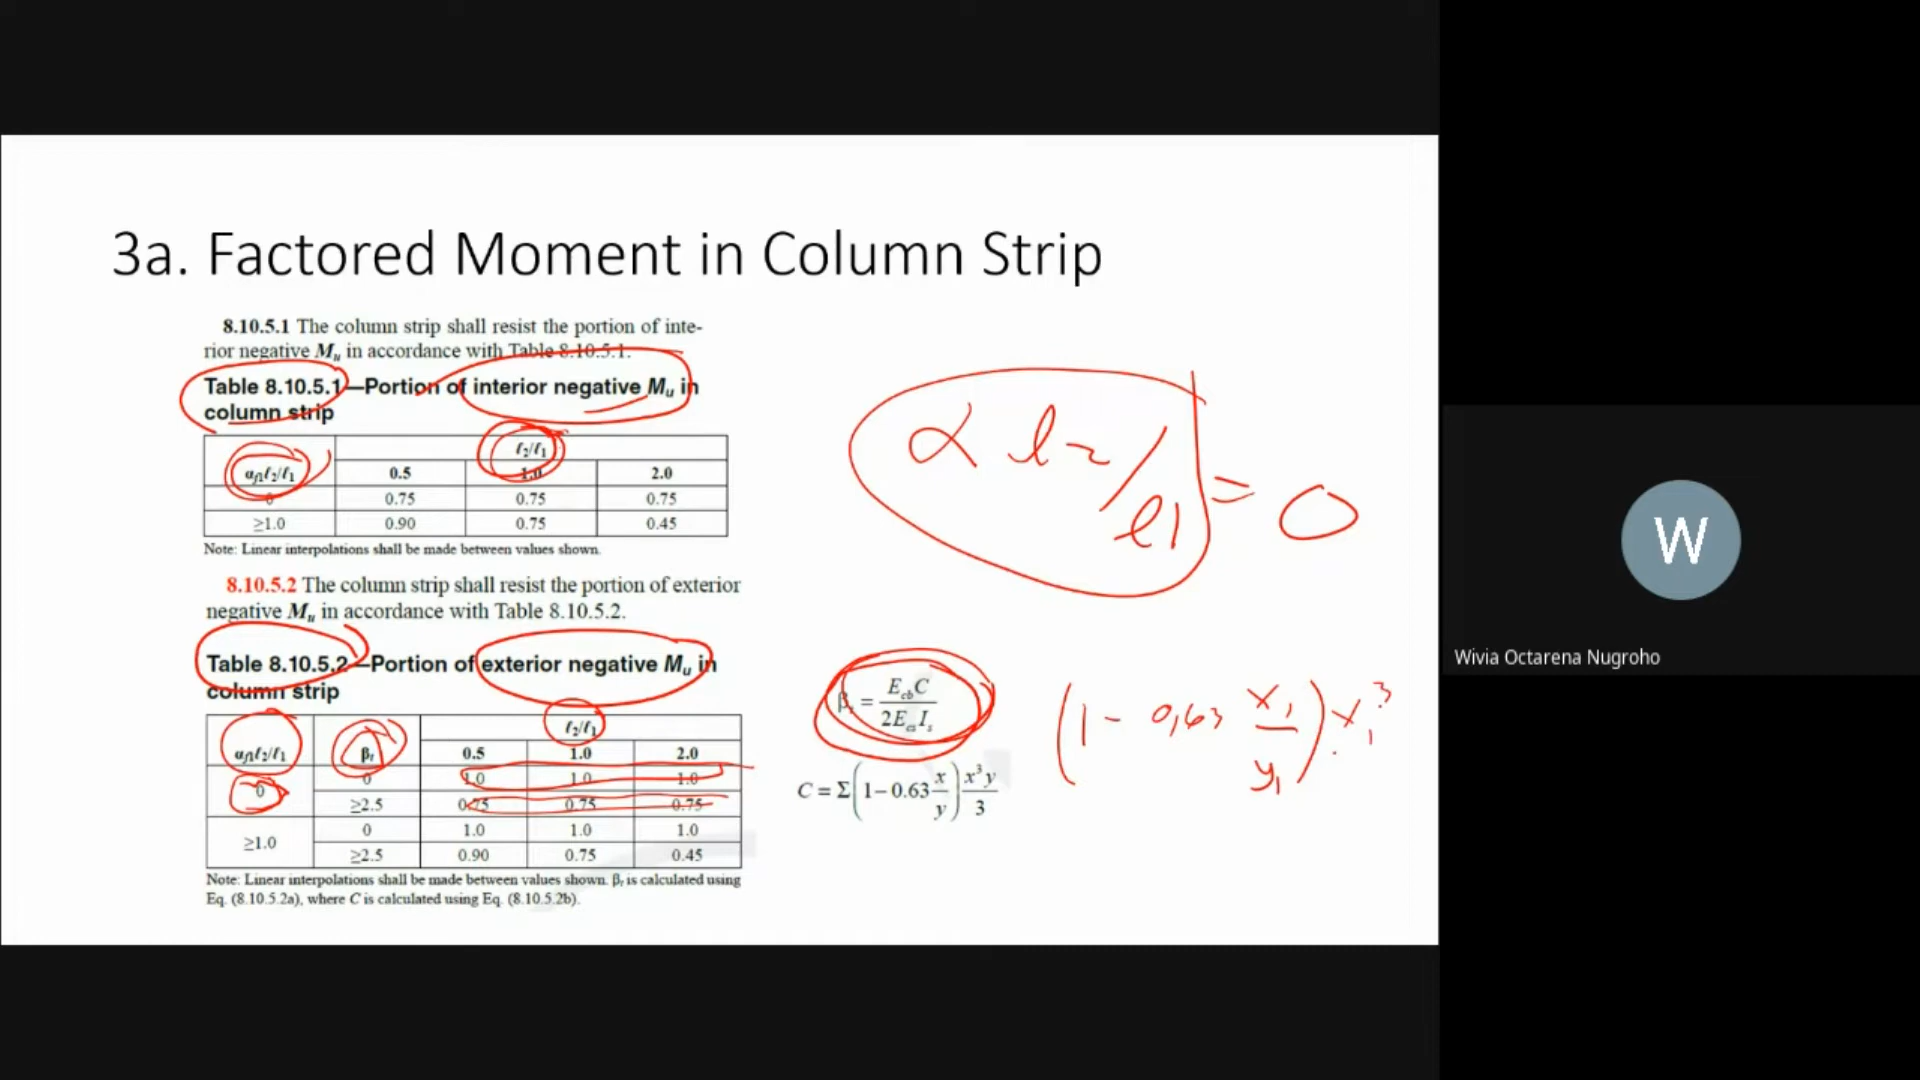 3a. Factored Moment in Column Strip
8.10.5.1 The column strip shall resist the portion of inte-
rior negative Mu in accordance with Table 8.10.5.1.
Table 8.10.5.1—Portion of interior negative Mu in
column strip
ℓ2/ℓ1
αf1ℓ2/ℓ1 0.5 1.0 2.0
0 0.75 0.75 0.75
≥1.0 0.90 0.75 0.45
Note: Linear interpolations shall be made between values shown.
8.10.5.2 The column strip shall resist the portion of exterior
negative Mu in accordance with Table 8.10.5.2.
Table 8.10.5.2—Portion of exterior negative Mu in
column strip
ℓ2/ℓ1
αf1ℓ2/ℓ1 βt 0.5 1.0 2.0
0 0 1.0 1.0 1.0
≥2.5 0.75 0.75 0.75
≥1.0 0 1.0 1.0 1.0
≥2.5 0.90 0.75 0.45
Note: Linear interpolations shall be made between values shown. βt is calculated using
Eq. (8.10.5.2a), where C is calculated using Eq. (8.10.5.2b).
α l2/l1 = 0
βt = EcbC / 2EcsIs
C = Σ(1−0.63 x/y) x³y/3
(1 - 0,63 x1/y1) x1³
W
Wivia Octarena Nugroho